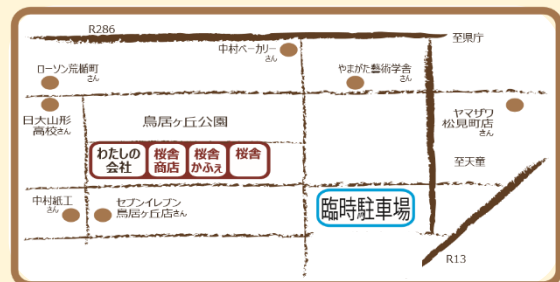 R286
至県庁
中村ベーカリー
さん
ローソン荒楯町
さん
やまがた藝術学舎
さん
日大山形
高校さん
鳥居ヶ丘公園
ヤマザワ
松見町店
さん
わたしの
会社
桜舎
商店
桜舎
かふぇ
桜舎
至天童
中村紙工
さん
セブンイレブン
鳥居ヶ丘店さん
臨時駐車場
R13